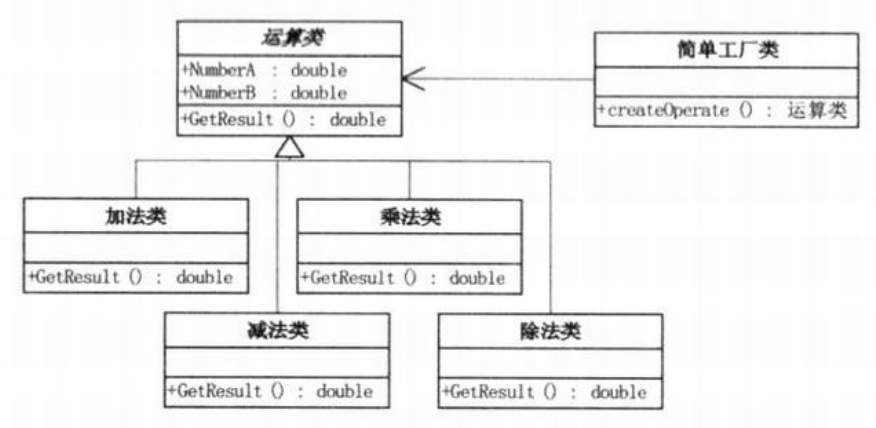 运算类
+NumberA : double
+NumberB : double
+GetResult () : double
简单工厂类
+createOperate () : 运算类
加法类
+GetResult () : double
乘法类
+GetResult () : double
减法类
+GetResult () : double
除法类
+GetResult () : double